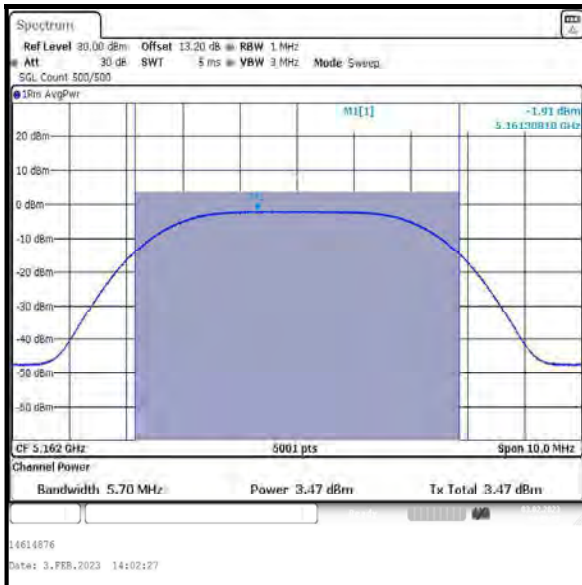 Spectrum
Ref Level 30.00 dBm Offset 13.20 dB RBW 1 MHz
Att 30 dB SWT 5 ms VBW 3 MHz Mode Sweep
SGL Count 500/500
1Rm AvgPwr
M1[1] -1.91 dBm
5.16130810 GHz
20 dBm
10 dBm
0 dBm
-10 dBm
-20 dBm
-30 dBm
-40 dBm
-50 dBm
-60 dBm
CF 5.162 GHz 5001 pts Span 10.0 MHz
Channel Power
Bandwidth 5.70 MHz Power 3.47 dBm Tx Total 3.47 dBm
14614876
Date: 3.FEB.2023 14:02:27